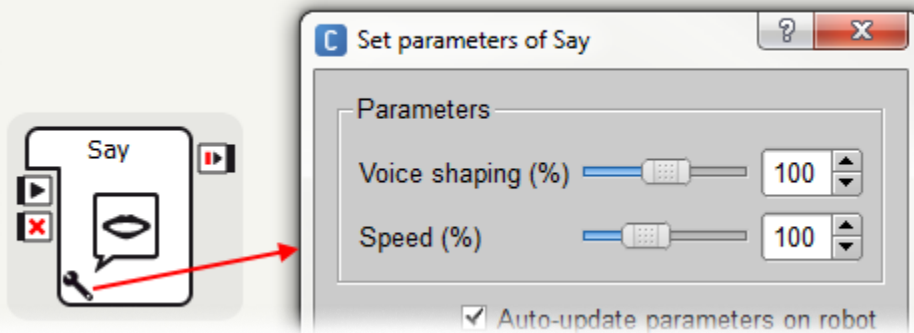 C Set parameters of Say ?
Parameters
Say
Voice shaping (%) 100
Speed (%) 100
Auto-update parameters on robot